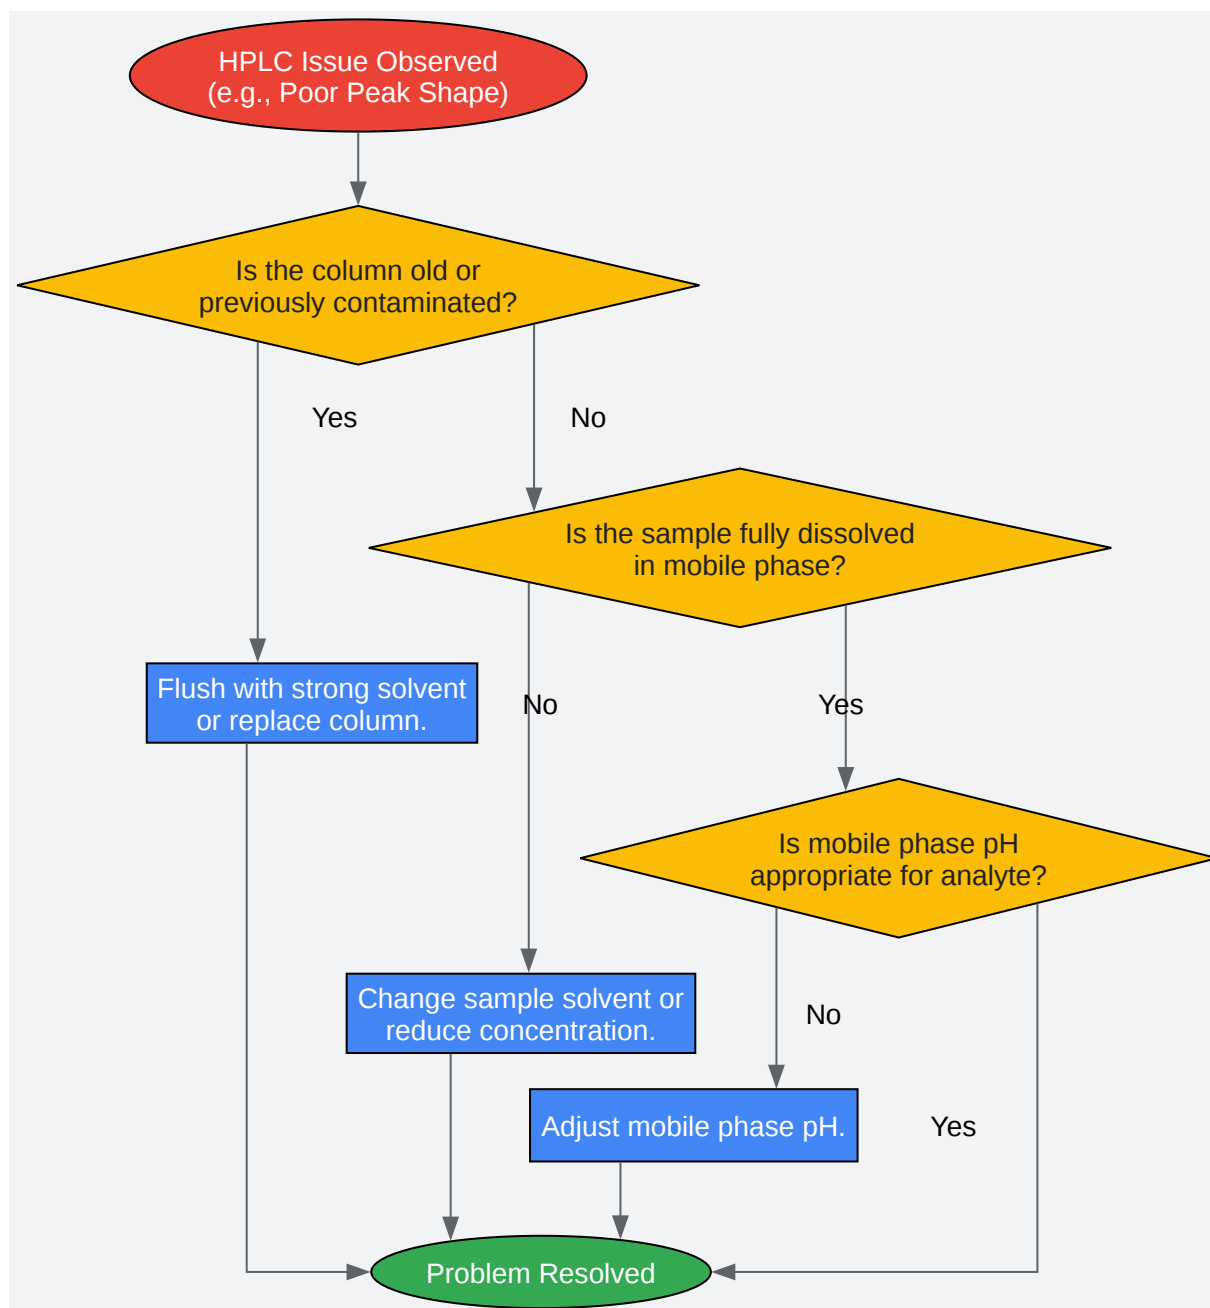 HPLC Issue Observed
(e.g., Poor Peak Shape)
Is the column old or
previously contaminated?
Yes
No
Is the sample fully dissolved
in mobile phase?
Flush with strong solvent
or replace column.
No
Yes
Is mobile phase pH
appropriate for analyte?
Change sample solvent or
reduce concentration.
No
Adjust mobile phase pH.
Yes
Problem Resolved